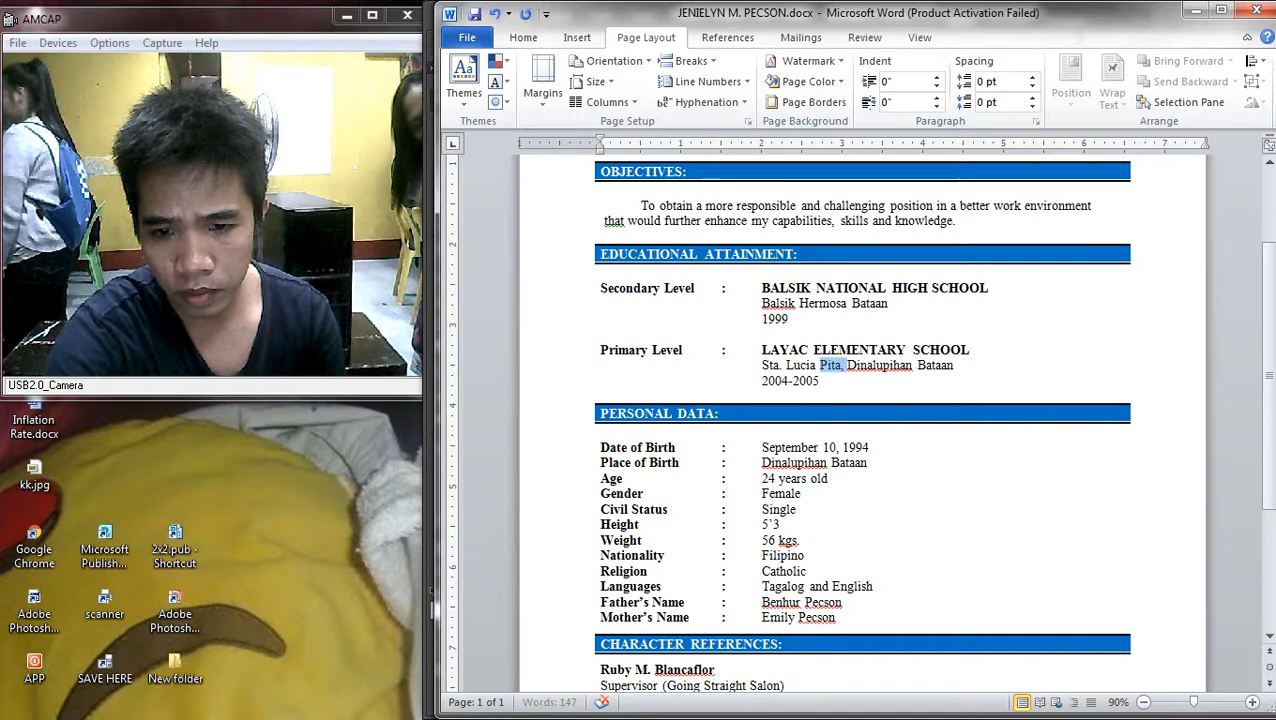 AMCAP
File Devices Options Capture Help
USB2.0_Camera
Inflation
Rate.docx
kk.jpg
Google
Chrome
Microsoft
Publish...
2x2.pub -
Shortcut
Adobe
Photosh...
scanner
Adobe
Photosh...
APP
SAVE HERE
New folder
JENIELYN M. PECSON.docx - Microsoft Word (Product Activation Failed)
File Home Insert Page Layout References Mailings Review View
Themes
Themes
Margins
Orientation
Size
Columns
Breaks
Line Numbers
Hyphenation
Page Setup
Watermark
Page Color
Page Borders
Page Background
Indent
0"
0"
Spacing
0 pt
0 pt
Paragraph
Position
Wrap
Text
Bring Forward
Send Backward
Selection Pane
Arrange
OBJECTIVES:
To obtain a more responsible and challenging position in a better work environment
that would further enhance my capabilities, skills and knowledge.
EDUCATIONAL ATTAINMENT:
Secondary Level : BALSIK NATIONAL HIGH SCHOOL
Balsik Hermosa Bataan
1999
Primary Level : LAYAC ELEMENTARY SCHOOL
Sta. Lucia Pita, Dinalupihan Bataan
2004-2005
PERSONAL DATA:
Date of Birth : September 10, 1994
Place of Birth : Dinalupihan Bataan
Age : 24 years old
Gender : Female
Civil Status : Single
Height : 5'3
Weight : 56 kgs.
Nationality : Filipino
Religion : Catholic
Languages : Tagalog and English
Father's Name : Benhur Pecson
Mother's Name : Emily Pecson
CHARACTER REFERENCES:
Ruby M. Blancaflor
Supervisor (Going Straight Salon)
Page: 1 of 1 Words: 147 90%